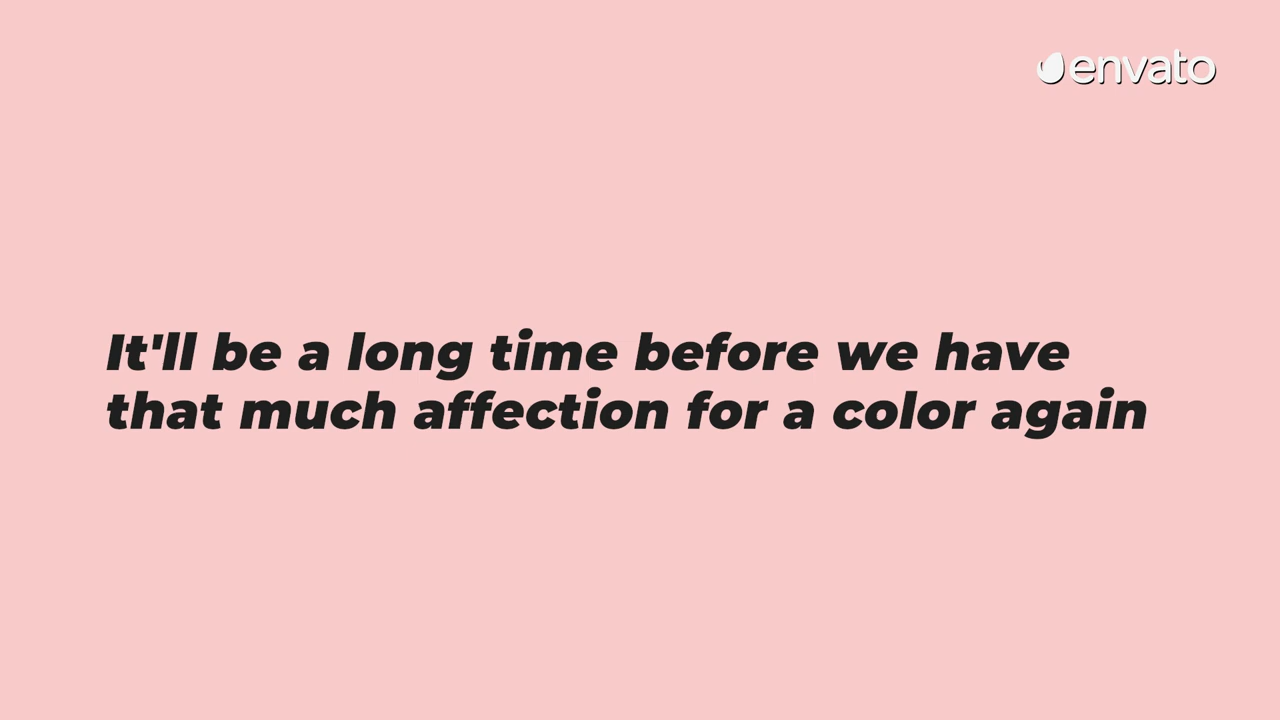 envato
It'll be a long time before we have
that much affection for a color again